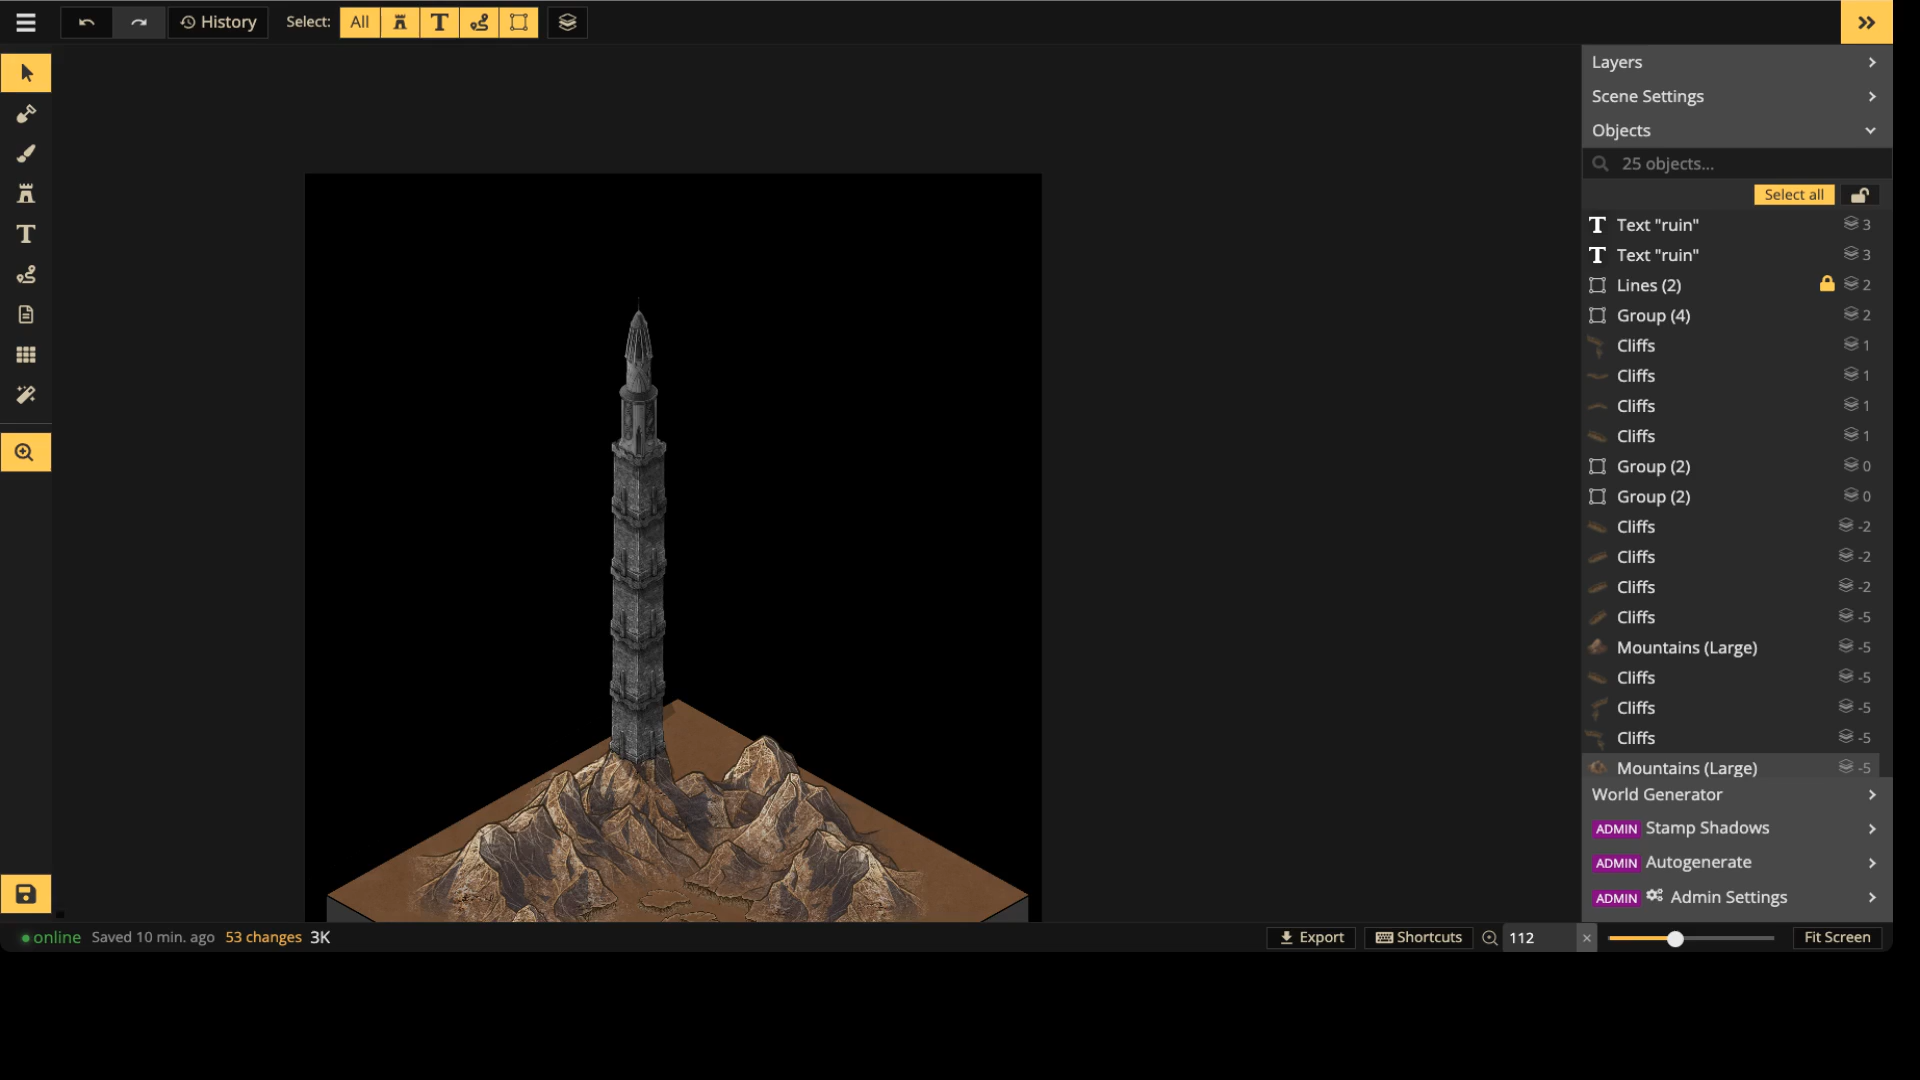 History
Select:
All
T
Layers
Scene Settings
Objects
25 objects...
Select all
Text "ruin" 3
Text "ruin" 3
Lines (2) 2
Group (4) 2
Cliffs 1
Cliffs 1
Cliffs 1
Cliffs 1
Group (2) 0
Group (2) 0
Cliffs -2
Cliffs -2
Cliffs -2
Cliffs -5
Mountains (Large) -5
Cliffs -5
Cliffs -5
Cliffs -5
Mountains (Large) -5
World Generator
ADMIN Stamp Shadows
ADMIN Autogenerate
ADMIN Admin Settings
online Saved 10 min. ago 53 changes 3K
Export Shortcuts 112 Fit Screen